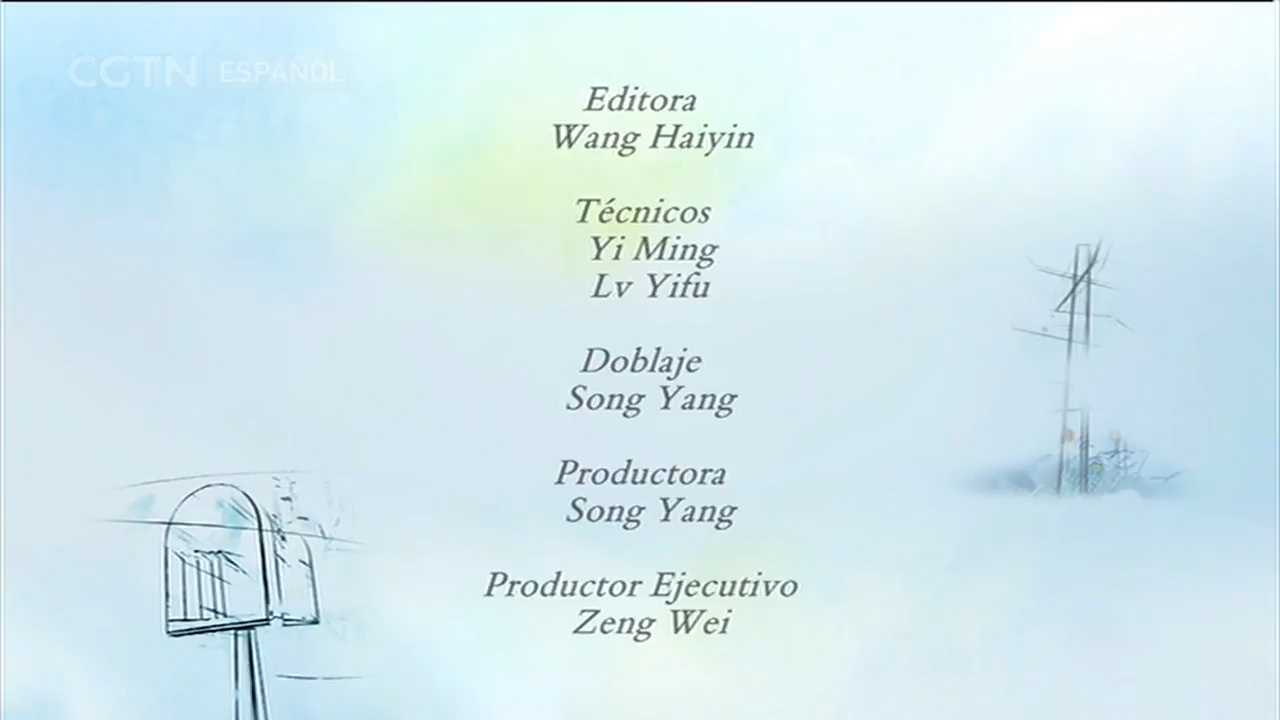 CGTN ESPAÑOL
Editora
Wang Haiyin
Técnicos
Yi Ming
Lv Yifu
Doblaje
Song Yang
Productora
Song Yang
Productor Ejecutivo
Zeng Wei